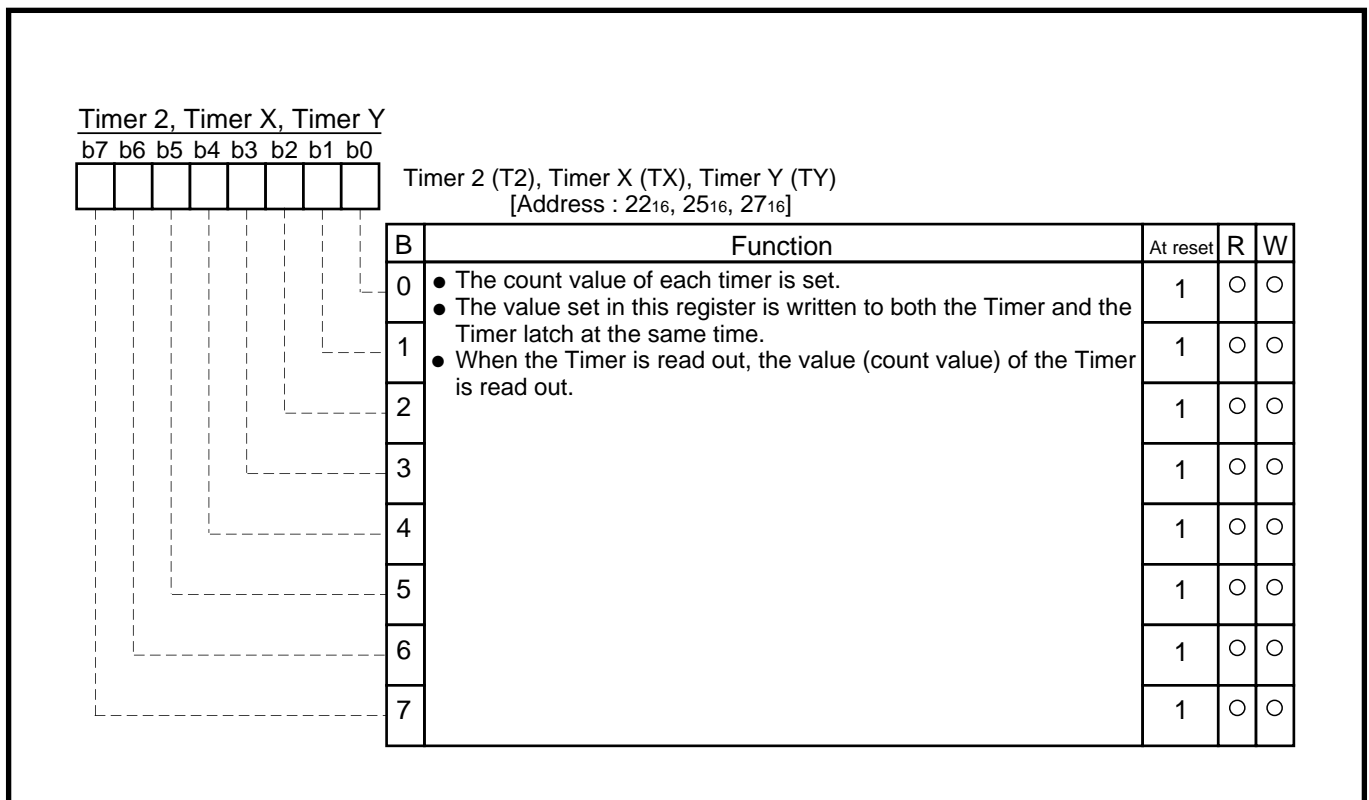 Timer 2, Timer X, Timer Y
b7 b6 b5 b4 b3 b2 b1 b0
Timer 2 (T2), Timer X (TX), Timer Y (TY)
[Address : 2216, 2516, 2716]
B Function At reset R W
0 ● The count value of each timer is set. 1 ○ ○
● The value set in this register is written to both the Timer and the
Timer latch at the same time.
1 1 ○ ○
● When the Timer is read out, the value (count value) of the Timer
is read out.
2 1 ○ ○
3 1 ○ ○
4 1 ○ ○
5 1 ○ ○
6 1 ○ ○
7 1 ○ ○